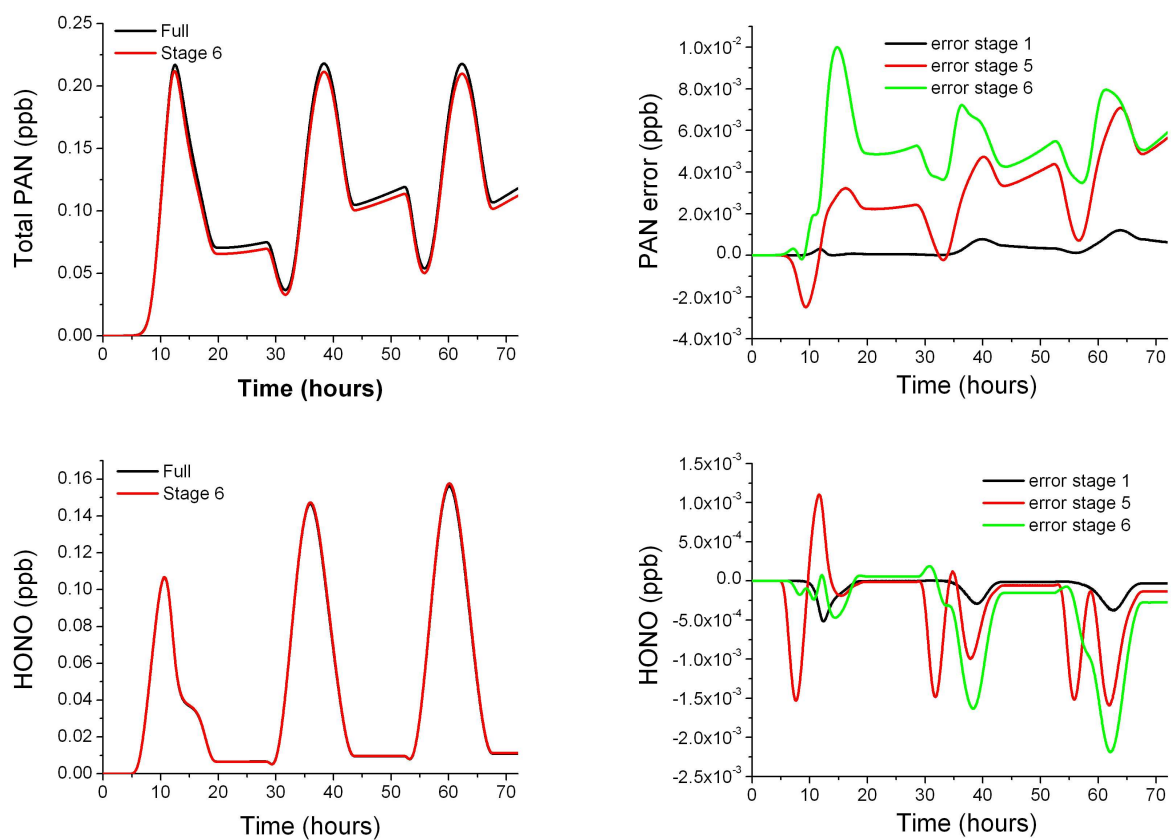 Full
Stage 6
Total PAN (ppb)
0.25
0.20
0.15
0.10
0.05
0.00
0 10 20 30 40 50 60 70
Time (hours)
error stage 1
error stage 5
error stage 6
PAN error (ppb)
1.0x10⁻²
8.0x10⁻³
6.0x10⁻³
4.0x10⁻³
2.0x10⁻³
0.0
-2.0x10⁻³
-4.0x10⁻³
0 10 20 30 40 50 60 70
Time (hours)
Full
Stage 6
HONO (ppb)
0.16
0.14
0.12
0.10
0.08
0.06
0.04
0.02
0.00
0 10 20 30 40 50 60 70
Time (hours)
error stage 1
error stage 5
error stage 6
HONO (ppb)
1.5x10⁻³
1.0x10⁻³
5.0x10⁻⁴
0.0
-5.0x10⁻⁴
-1.0x10⁻³
-1.5x10⁻³
-2.0x10⁻³
-2.5x10⁻³
0 10 20 30 40 50 60 70
Time (hours)